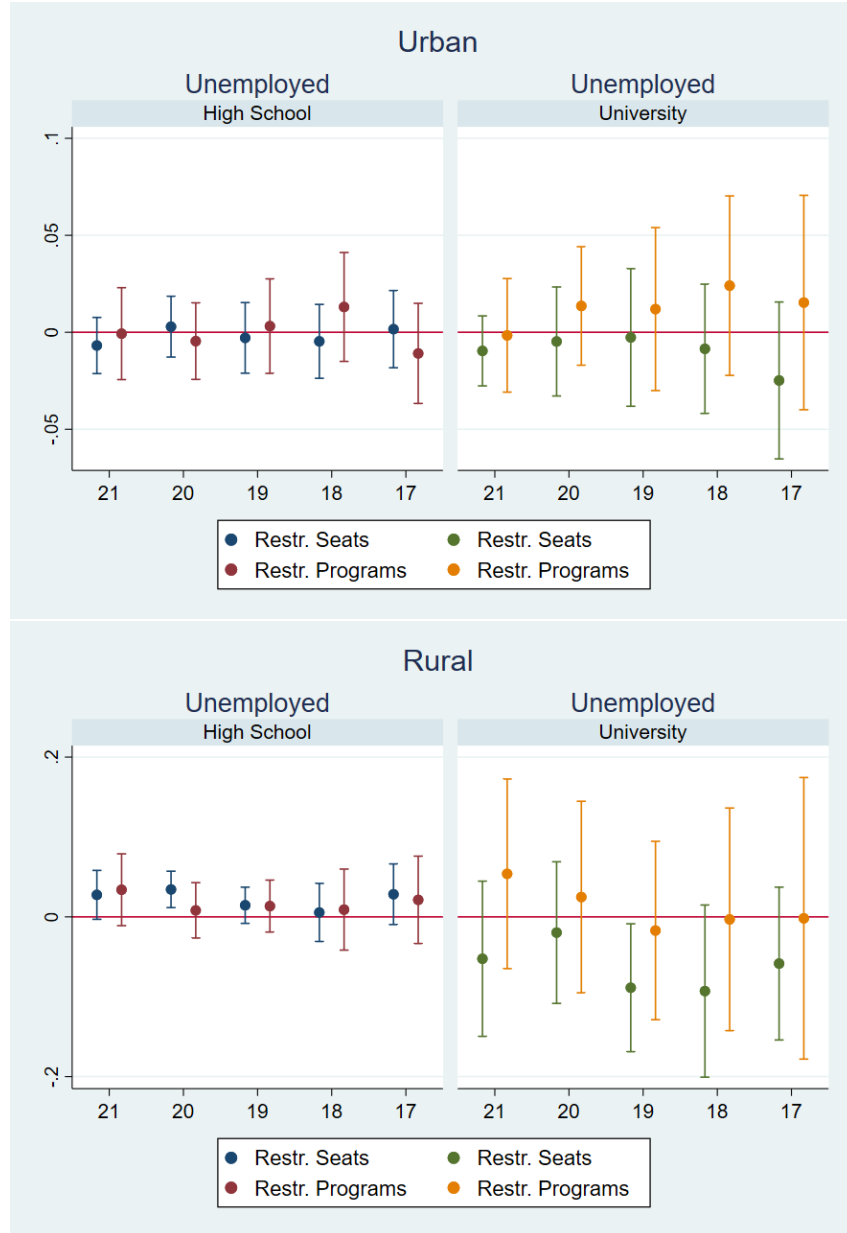 Urban
Unemployed Unemployed
High School University
.1
.05
0
-.05
21 20 19 18 17 21 20 19 18 17
Restr. Seats Restr. Seats
Restr. Programs Restr. Programs
Rural
Unemployed Unemployed
High School University
.2
0
-.2
21 20 19 18 17 21 20 19 18 17
Restr. Seats Restr. Seats
Restr. Programs Restr. Programs